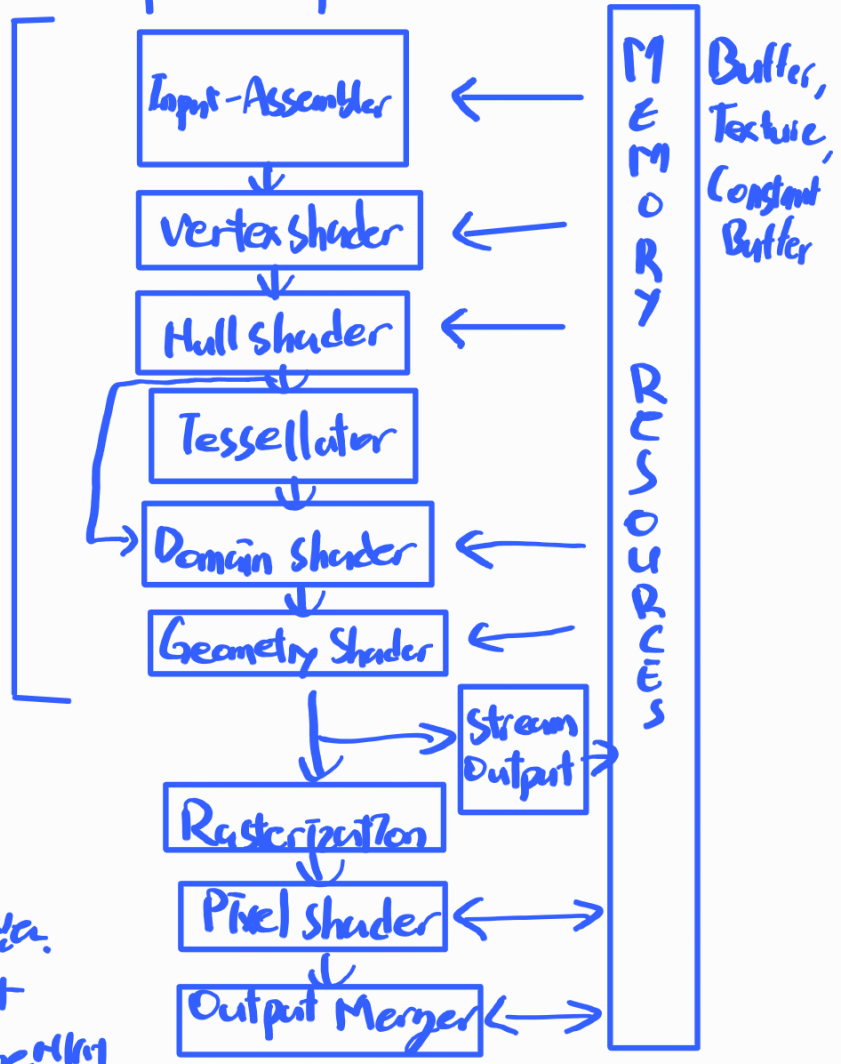 Input-Assembler
Vertex Shader
Hull Shader
Tessellator
Domain Shader
Geometry Shader
Stream
Output
Rasterization
Pixel Shader
Output Merger
MEMORY RESOURCES
Buffer,
Texture,
Constant
Buffer